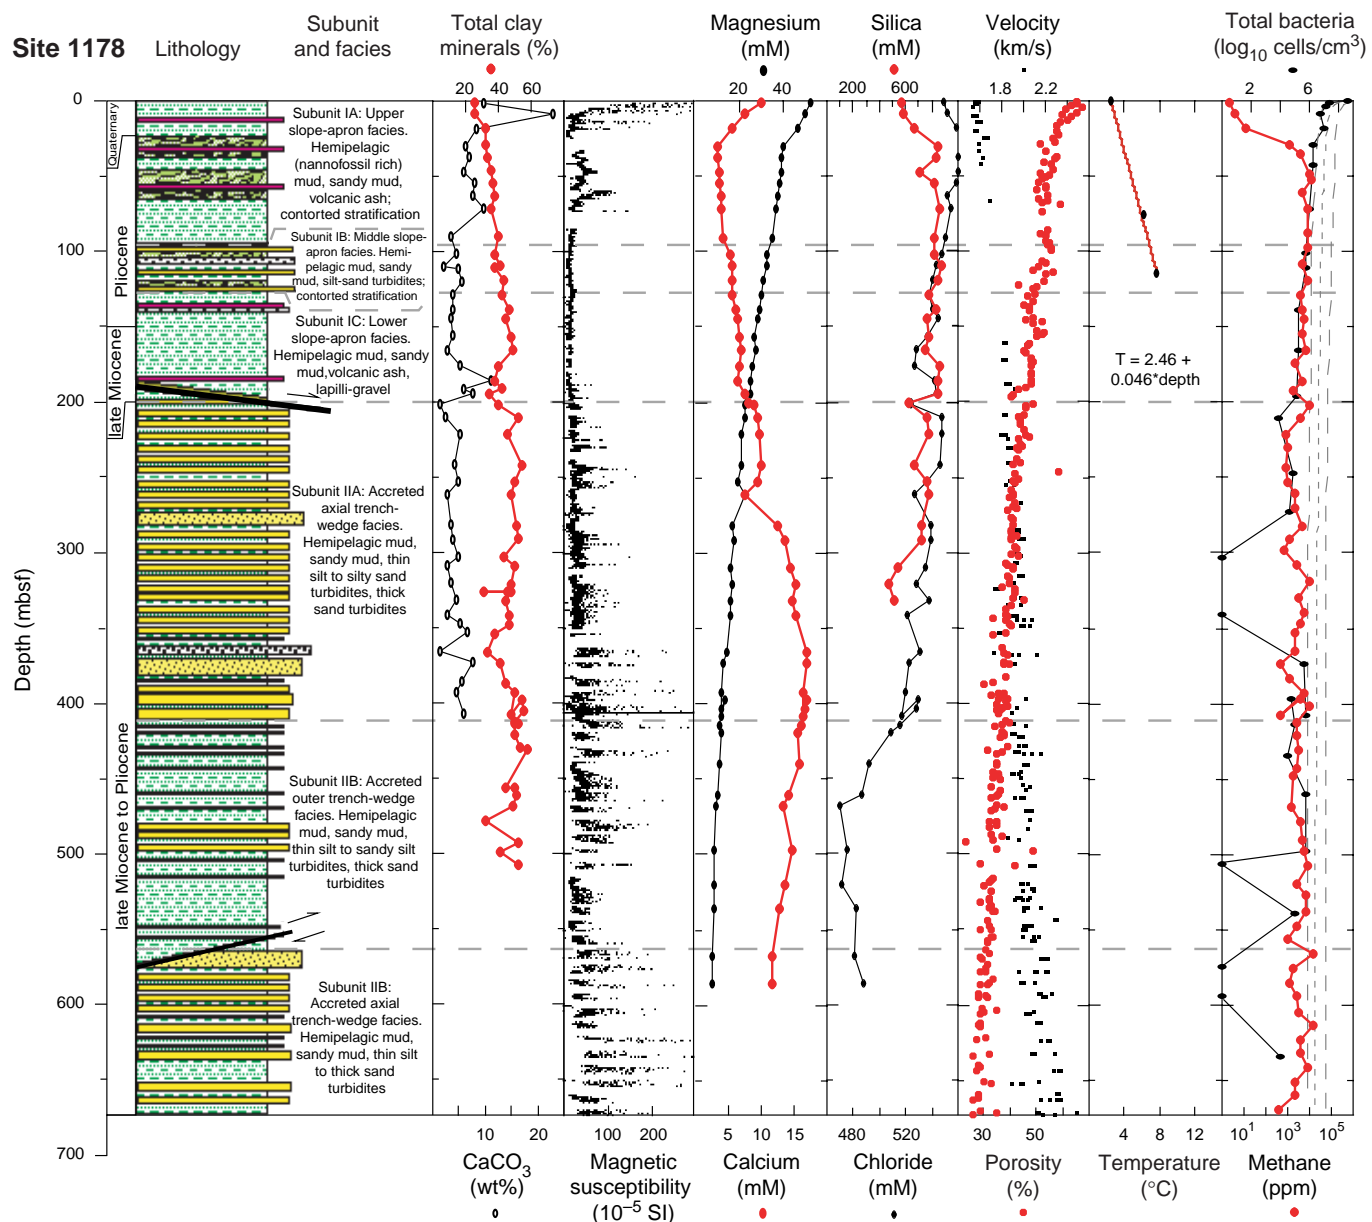 Site 1178
Lithology
Subunit
and facies
Total clay
minerals (%)
Magnesium
(mM)
Silica
(mM)
Velocity
(km/s)
Total bacteria
(log10 cells/cm3)
20 40 60
20 40
200 600
1.8 2.2
2 6
0
100
200
300
400
500
600
700
Depth (mbsf)
Quaternary
Pliocene
late Miocene
late Miocene to Pliocene
Subunit IA: Upper
slope-apron facies.
Hemipelagic
(nannofossil rich)
mud, sandy mud,
volcanic ash;
contorted stratification
Subunit IB: Middle slope-
apron facies. Hemi-
pelagic mud, sandy
mud, silt-sand turbidites;
contorted stratification
Subunit IC: Lower
slope-apron facies.
Hemipelagic mud, sandy
mud,volcanic ash,
lapilli-gravel
Subunit IIA: Accreted
axial trench-
wedge facies.
Hemipelagic mud,
sandy mud, thin
silt to silty sand
turbidites, thick
sand turbidites
Subunit IIB: Accreted
outer trench-wedge
facies. Hemipelagic
mud, sandy mud,
thin silt to sandy silt
turbidites, thick sand
turbidites
Subunit IIB:
Accreted axial
trench-wedge facies.
Hemipelagic mud,
sandy mud, thin silt
to thick sand
turbidites
T = 2.46 +
0.046*depth
10 20
100 200
5 10 15
480 520
30 50
4 8 12
10^1 10^3 10^5
CaCO3
(wt%)
Magnetic
susceptibility
(10–5 SI)
Calcium
(mM)
Chloride
(mM)
Porosity
(%)
Temperature
(°C)
Methane
(ppm)